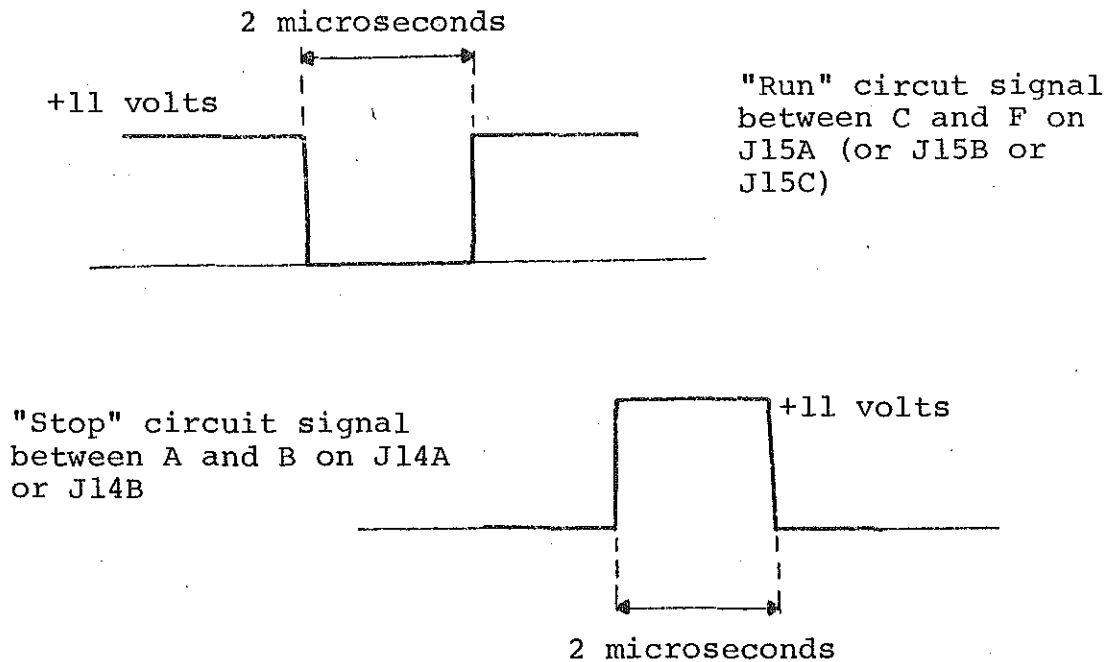 2 microseconds
+11 volts
"Run" circut signal
between C and F on
J15A (or J15B or
J15C)
"Stop" circuit signal
between A and B on J14A
or J14B
+11 volts
2 microseconds